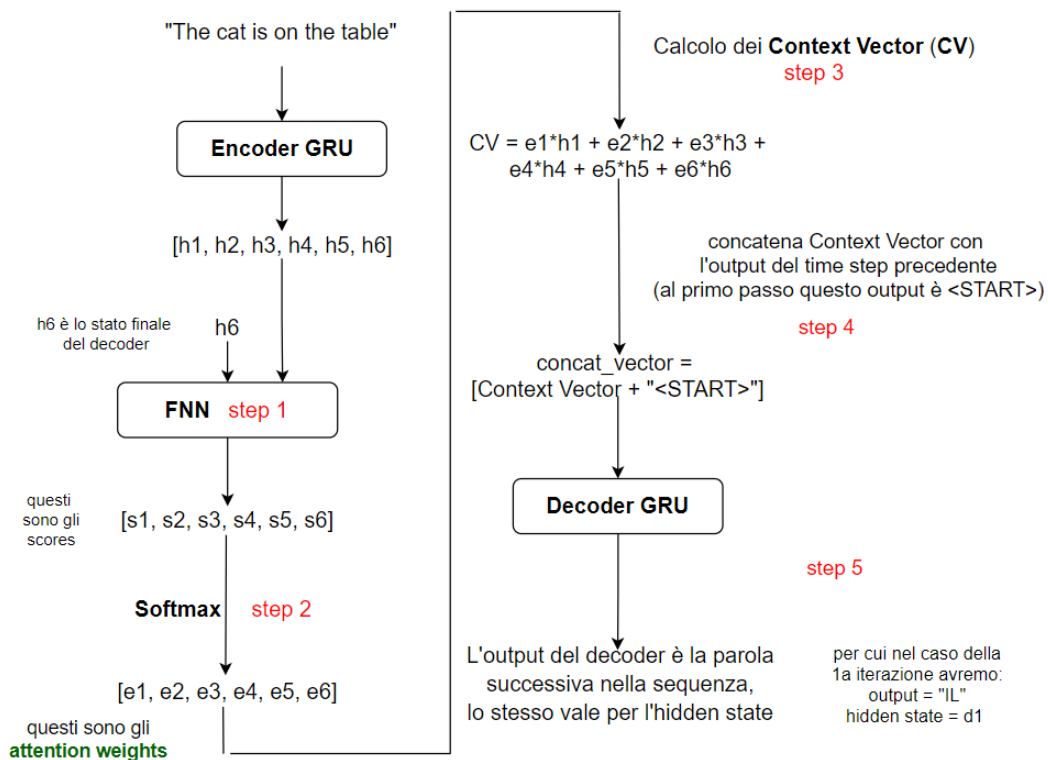 "The cat is on the table"
Encoder GRU
[h1, h2, h3, h4, h5, h6]
h6 è lo stato finale
del decoder
h6
FNN step 1
questi
sono gli
scores
[s1, s2, s3, s4, s5, s6]
Softmax step 2
[e1, e2, e3, e4, e5, e6]
questi sono gli
attention weights
Calcolo dei Context Vector (CV)
step 3
CV = e1*h1 + e2*h2 + e3*h3 +
e4*h4 + e5*h5 + e6*h6
concatena Context Vector con
l'output del time step precedente
(al primo passo questo output è <START>)
step 4
concat_vector =
[Context Vector + "<START>"]
Decoder GRU
step 5
L'output del decoder è la parola
successiva nella sequenza,
lo stesso vale per l'hidden state
per cui nel caso della
1a iterazione avremo:
output = "IL"
hidden state = d1